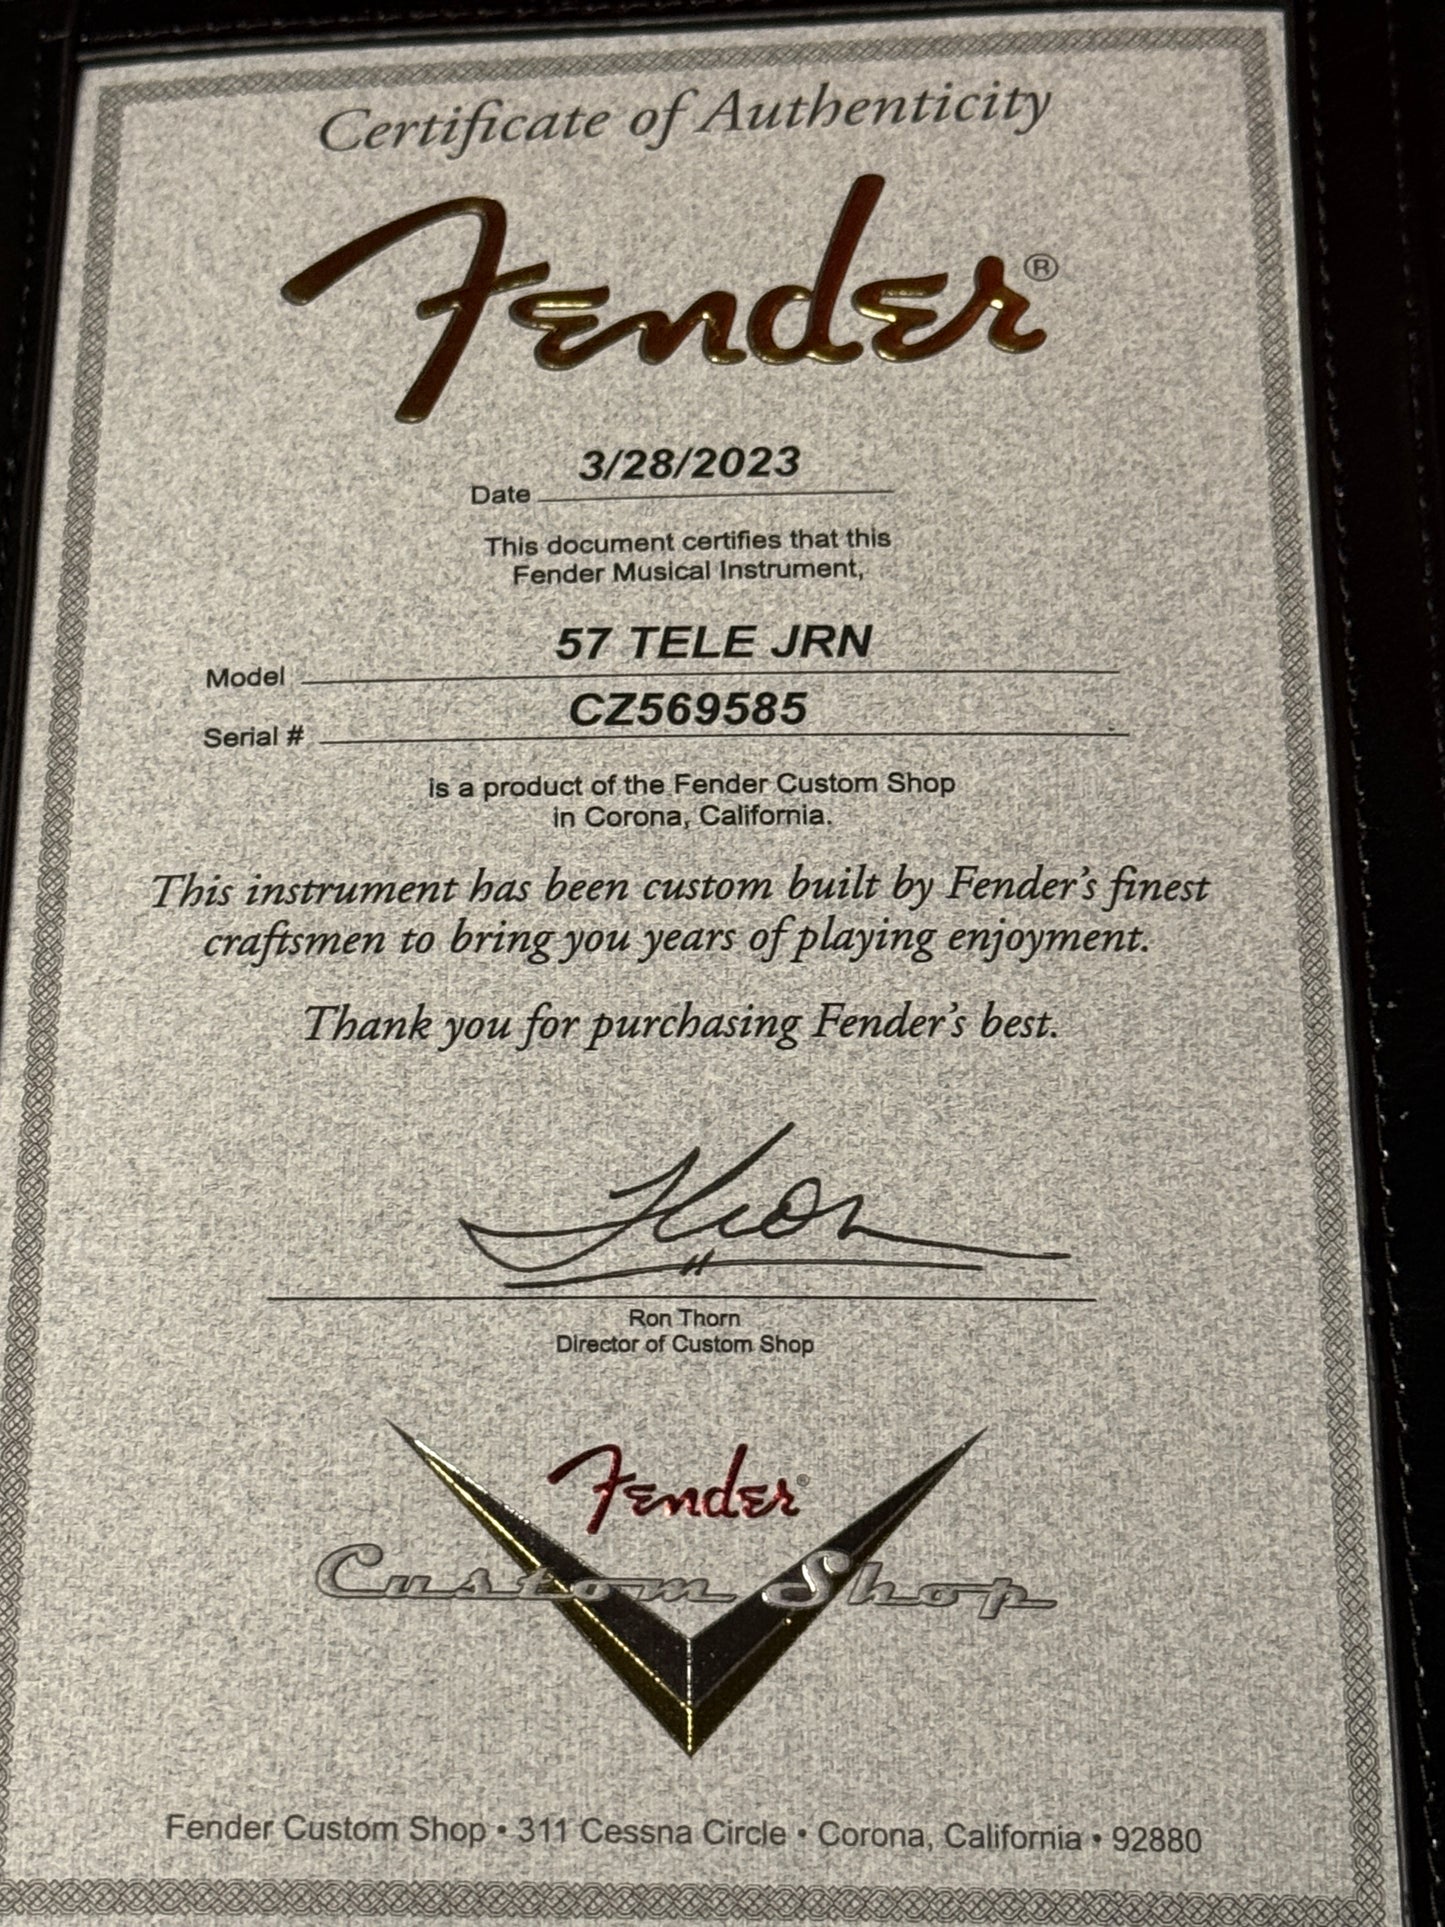 Certificate of Authenticity
Fender®
Date 3/28/2023
This document certifies that this
Fender Musical Instrument,
Model 57 TELE JRN
Serial # CZ569585
is a product of the Fender Custom Shop
in Corona, California.
This instrument has been custom built by Fender's finest
craftsmen to bring you years of playing enjoyment.
Thank you for purchasing Fender's best.
Ron Thorn
Director of Custom Shop
Fender®
Custom Shop
Fender Custom Shop • 311 Cessna Circle • Corona, California • 92880